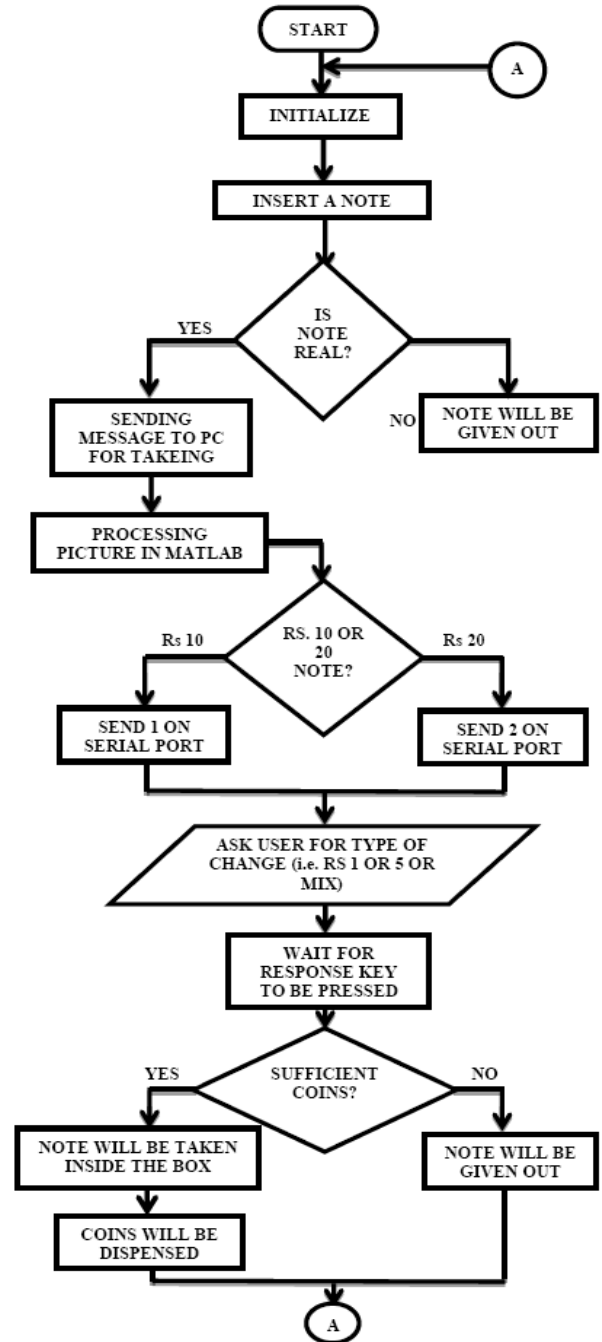 START
A
INITIALIZE
INSERT A NOTE
IS
NOTE
REAL?
YES
NO
SENDING
MESSAGE TO PC
FOR TAKEING
NOTE WILL BE
GIVEN OUT
PROCESSING
PICTURE IN MATLAB
RS. 10 OR
20
NOTE?
Rs 10
Rs 20
SEND 1 ON
SERIAL PORT
SEND 2 ON
SERIAL PORT
ASK USER FOR TYPE OF
CHANGE (i.e. RS 1 OR 5 OR
MIX)
WAIT FOR
RESPONSE KEY
TO BE PRESSED
SUFFICIENT
COINS?
YES
NO
NOTE WILL BE TAKEN
INSIDE THE BOX
NOTE WILL BE
GIVEN OUT
COINS WILL BE
DISPENSED
A